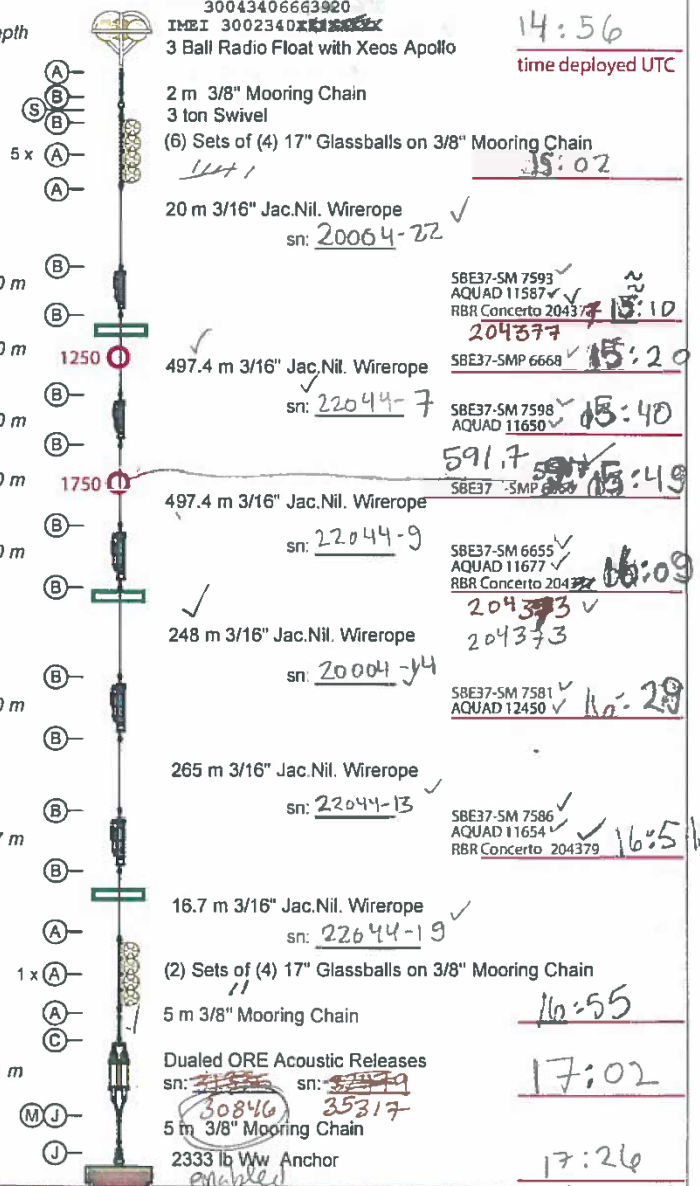 30043406663920
epth
IMEI 3002340
14:56
3 Ball Radio Float with Xeos Apollo
time deployed UTC
A
2 m 3/8" Mooring Chain
B
S
3 ton Swivel
B
(6) Sets of (4) 17" Glassballs on 3/8" Mooring Chain
5 x A
15:02
A
20 m 3/16" Jac.Nil. Wirerope ✓
sn: 20004-22
B
0 m
SBE37-SM 7593 ✓
AQUAD 11587 ✓ ✓
B
RBR Concerto 204377 15:10
204377
0 m
1250
497.4 m 3/16" Jac.Nil. Wirerope
SBE37-SMP 6668 ✓ 15:20
B
sn: 22044-7
0 m
SBE37-SM 7598 ✓
AQUAD 11650 ✓ 15:40
B
5917
0 m
1750
SBE37 -SMP 15:49
497.4 m 3/16" Jac.Nil. Wirerope
B
sn: 22044-9
0 m
SBE37-SM 6655 ✓
AQUAD 11677 ✓
B
RBR Concerto 204 16:09
204373 ✓
204373
248 m 3/16" Jac.Nil. Wirerope
B
sn: 20004-14
0 m
SBE37-SM 7581 ✓
AQUAD 12450 ✓ 16:29
B
265 m 3/16" Jac.Nil. Wirerope
sn: 22044-13 ✓
B
7 m
SBE37-SM 7586 ✓
AQUAD 11654 ✓
RBR Concerto 204379 ✓ 16:51
B
16.7 m 3/16" Jac.Nil. Wirerope
A
sn: 22044-19 ✓
1 x A
(2) Sets of (4) 17" Glassballs on 3/8" Mooring Chain
A
5 m 3/8" Mooring Chain
16:55
C
m
Dualed ORE Acoustic Releases
sn: sn:
17:02
30846 35317
M J
5 m 3/8" Mooring Chain
J
2333 lb Ww Anchor
17:26
enabled